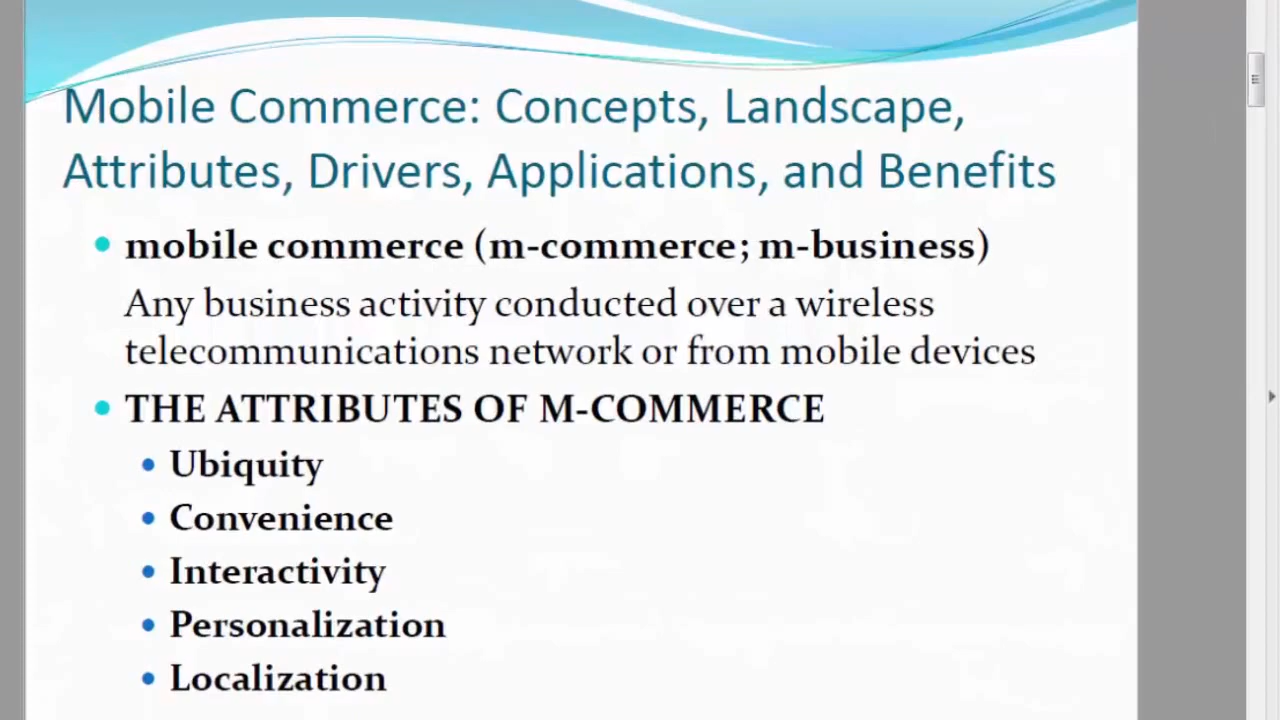 Mobile Commerce: Concepts, Landscape,
Attributes, Drivers, Applications, and Benefits
mobile commerce (m-commerce; m-business)
Any business activity conducted over a wireless
telecommunications network or from mobile devices
THE ATTRIBUTES OF M-COMMERCE
Ubiquity
Convenience
Interactivity
Personalization
Localization